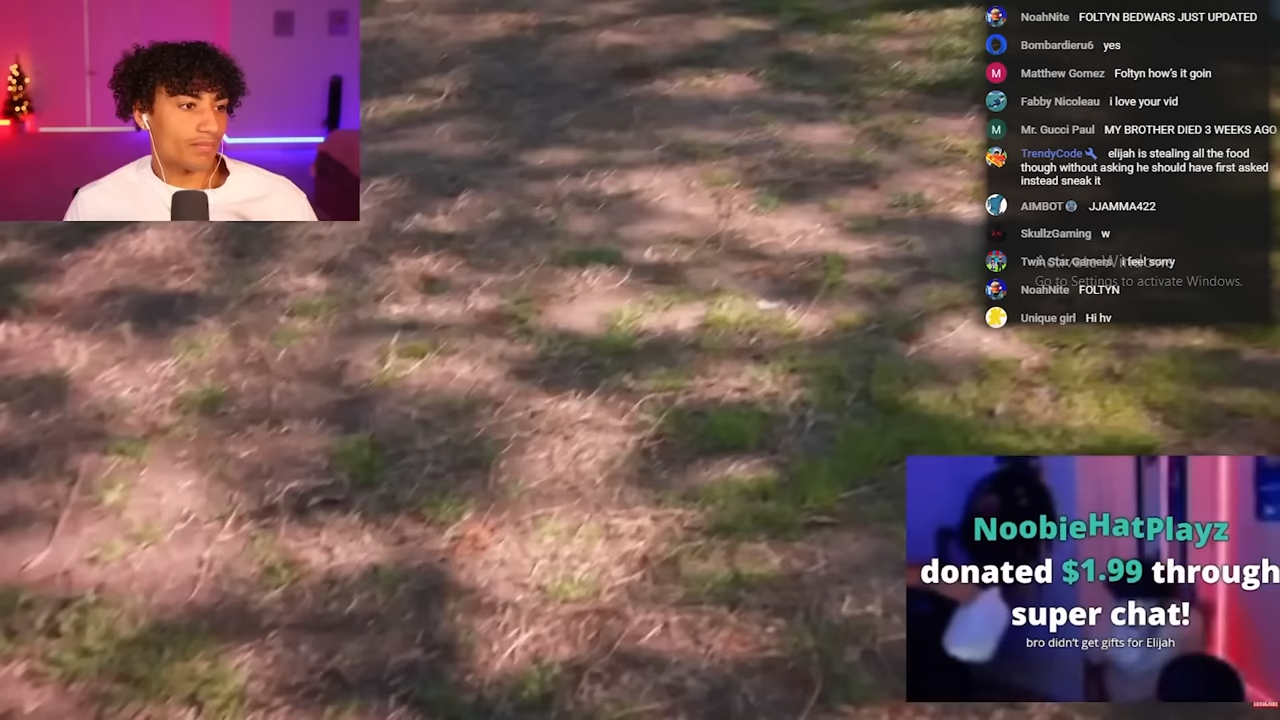 NoahNite FOLTYN BEDWARS JUST UPDATED
Bombardieru6 yes
M Matthew Gomez Foltyn how's it goin
Fabby Nicoleau i love your vid
M Mr. Gucci Paul MY BROTHER DIED 3 WEEKS AGO
TrendyCode elijah is stealing all the food
though without asking he should have first asked
instead sneak it
AIMBOT JJAMMA422
SkullzGaming w
Twin Star Gamers i feel sorry
Activate Windows
Go to Settings to activate Windows.
NoahNite FOLTYN
Unique girl Hi hv
NoobieHatPlayz
donated $1.99 through
super chat!
bro didn't get gifts for Elijah